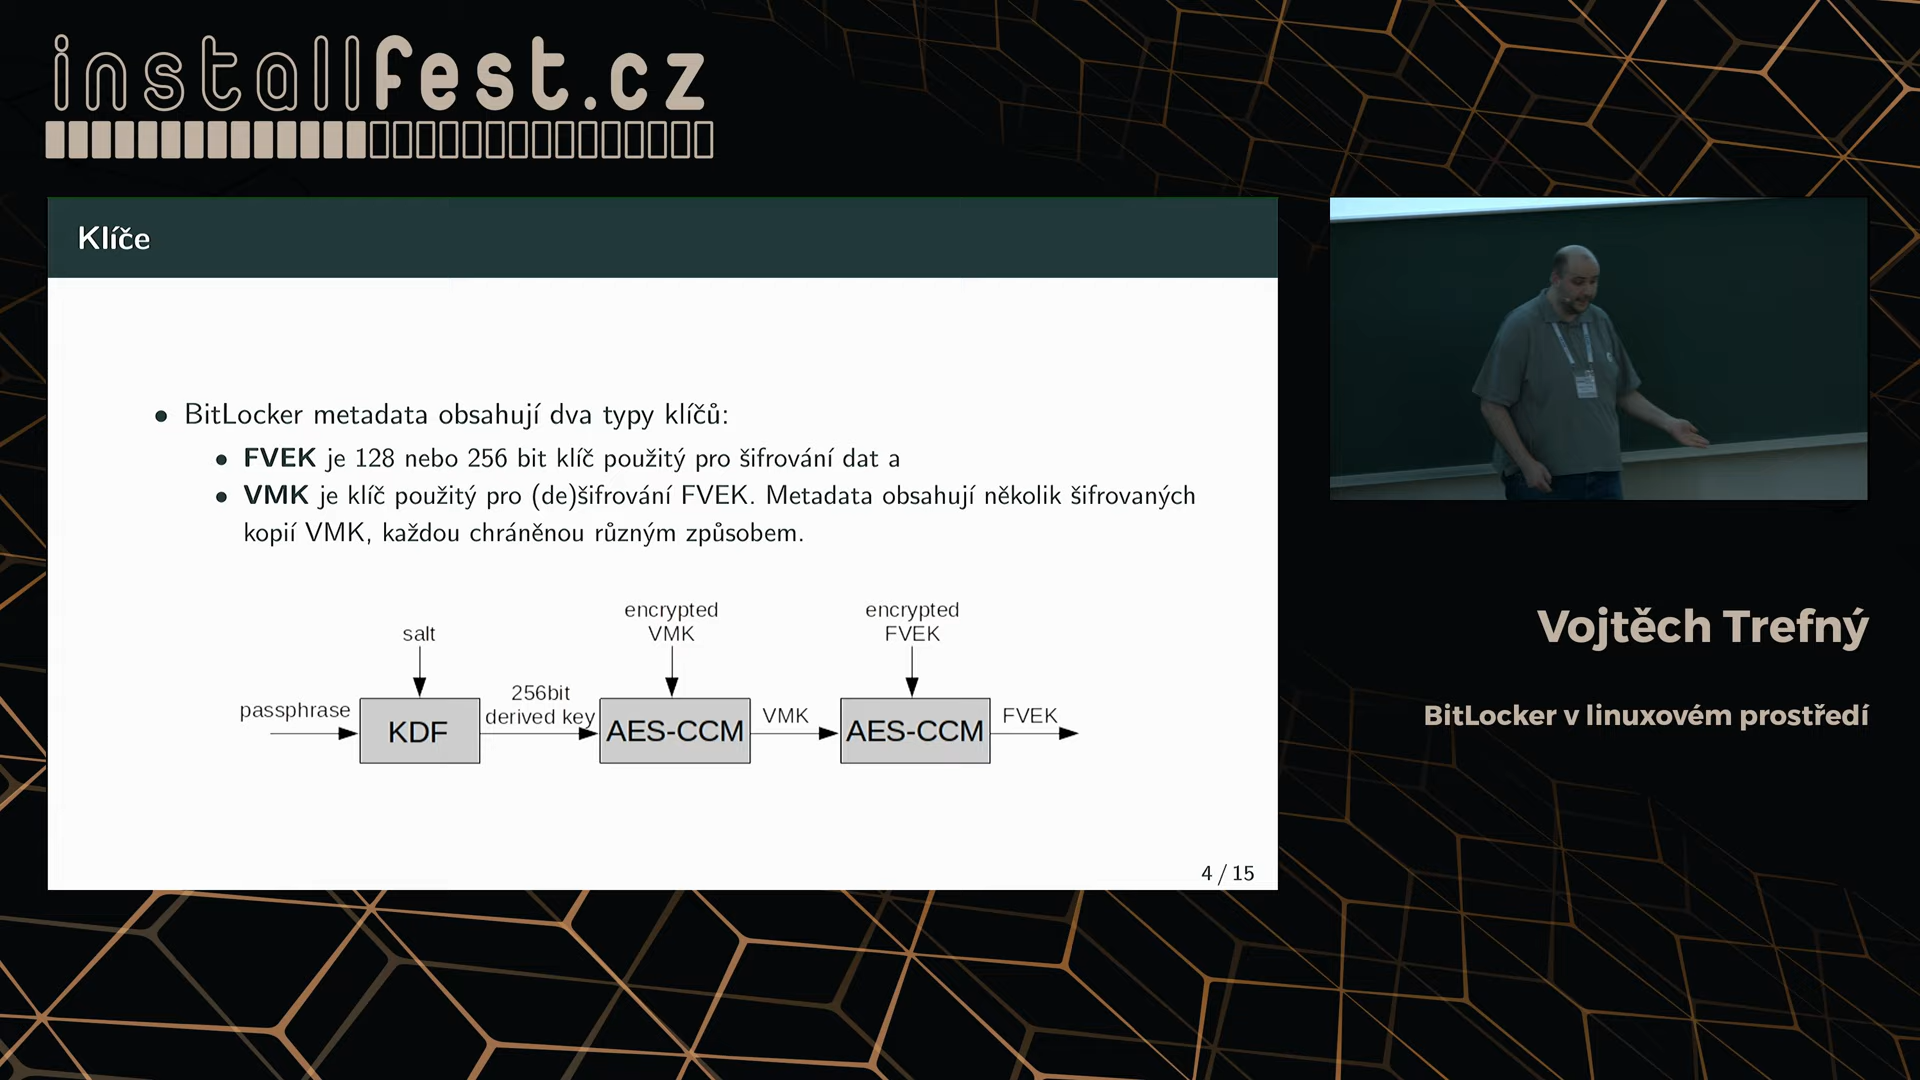 installfest.cz
Klíče
• BitLocker metadata obsahují dva typy klíčů:
• FVEK je 128 nebo 256 bit klíč použitý pro šifrování dat a
• VMK je klíč použitý pro (de)šifrování FVEK. Metadata obsahují několik šifrovaných
kopií VMK, každou chráněnou různým způsobem.
salt
encrypted
VMK
encrypted
FVEK
passphrase
KDF
256bit
derived key
AES-CCM
VMK
AES-CCM
FVEK
4 / 15
Vojtěch Trefný
BitLocker v linuxovém prostředí